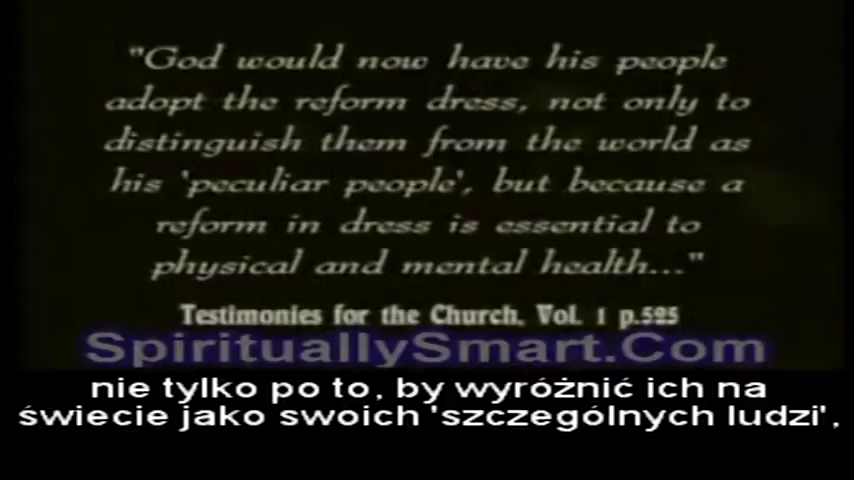 "God would now have his people
adopt the reform dress, not only to
distinguish them from the world as
his 'peculiar people', but because a
reform in dress is essential to
physical and mental health..."
Testimonies for the Church, Vol. 1 p.525
SpirituallySmart.Com
nie tylko po to, by wyróżnić ich na
świecie jako swoich 'szczególnych ludzi',